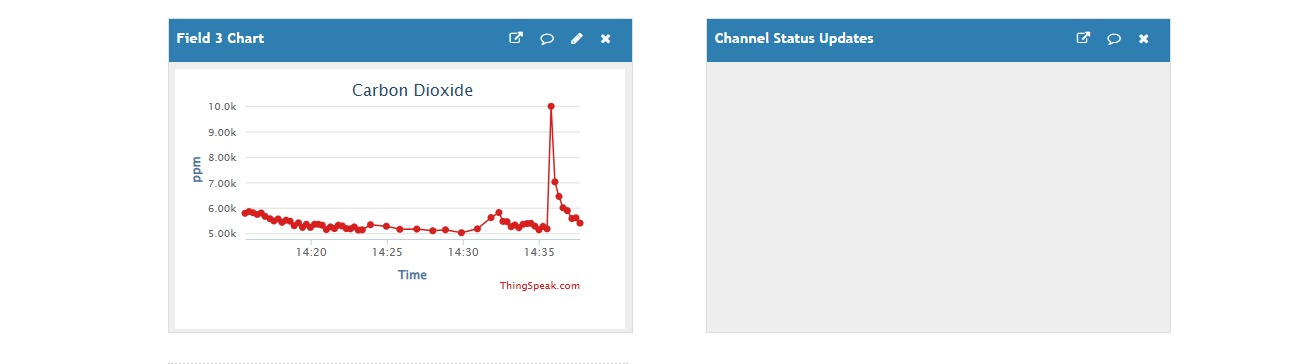 Field 3 Chart
Channel Status Updates
Carbon Dioxide
10.0k
9.00k
8.00k
7.00k
6.00k
5.00k
ppm
14:20 14:25 14:30 14:35
Time
ThingSpeak.com